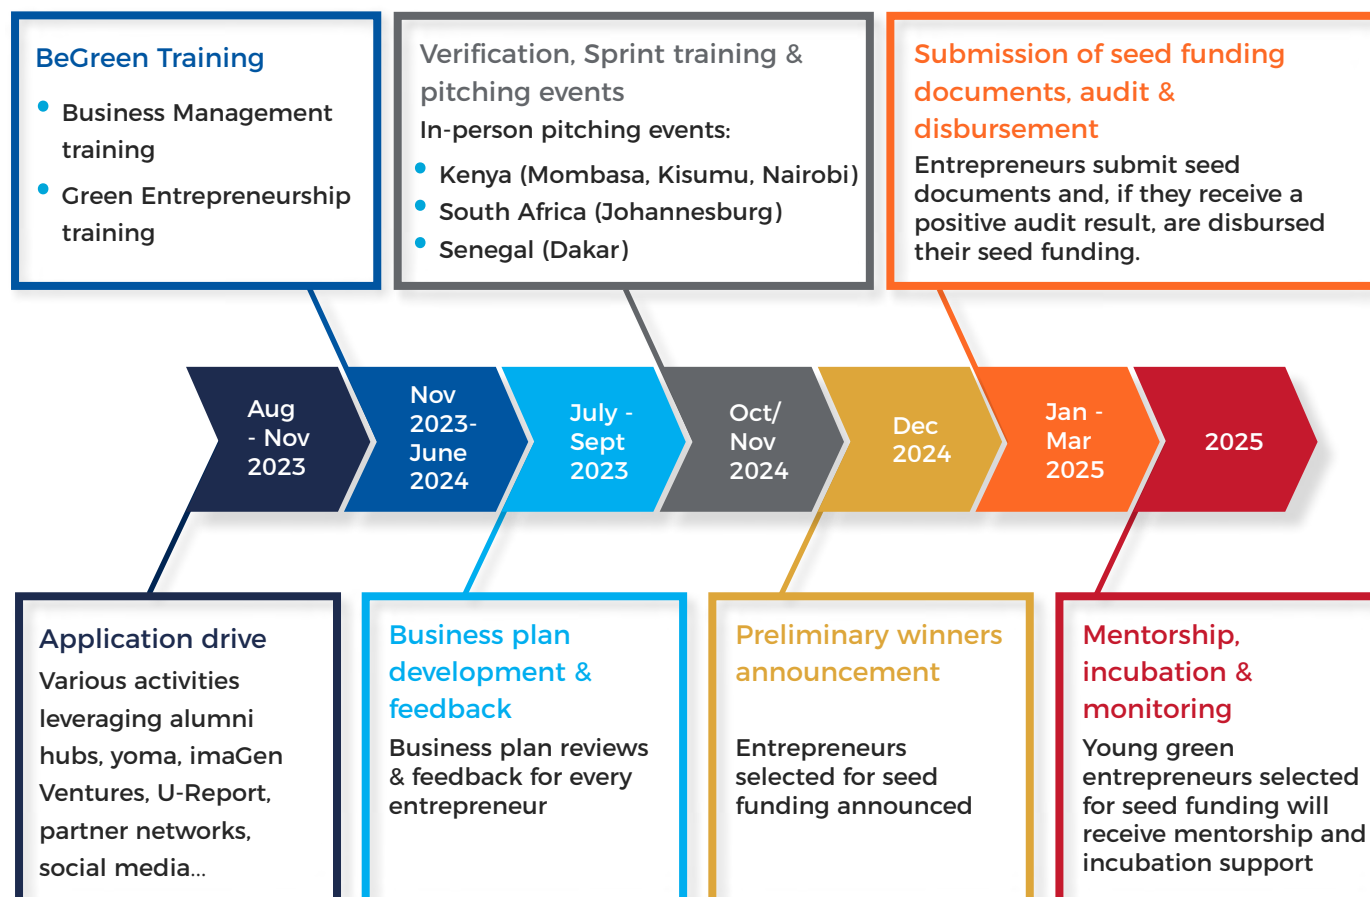 BeGreen Training
Business Management
training
Green Entrepreneurship
training
Verification, Sprint training &
pitching events
In-person pitching events:
Kenya (Mombasa, Kisumu, Nairobi)
South Africa (Johannesburg)
Senegal (Dakar)
Submission of seed funding
documents, audit &
disbursement
Entrepreneurs submit seed
documents and, if they receive a
positive audit result, are disbursed
their seed funding.
Aug
- Nov
2023
Nov
2023-
June
2024
July -
Sept
2023
Oct/
Nov
2024
Dec
2024
Jan -
Mar
2025
2025
Application drive
Various activities
leveraging alumni
hubs, yoma, imaGen
Ventures, U-Report,
partner networks,
social media...
Business plan
development &
feedback
Business plan reviews
& feedback for every
entrepreneur
Preliminary winners
announcement
Entrepreneurs
selected for seed
funding announced
Mentorship,
incubation &
monitoring
Young green
entrepreneurs selected
for seed funding will
receive mentorship and
incubation support